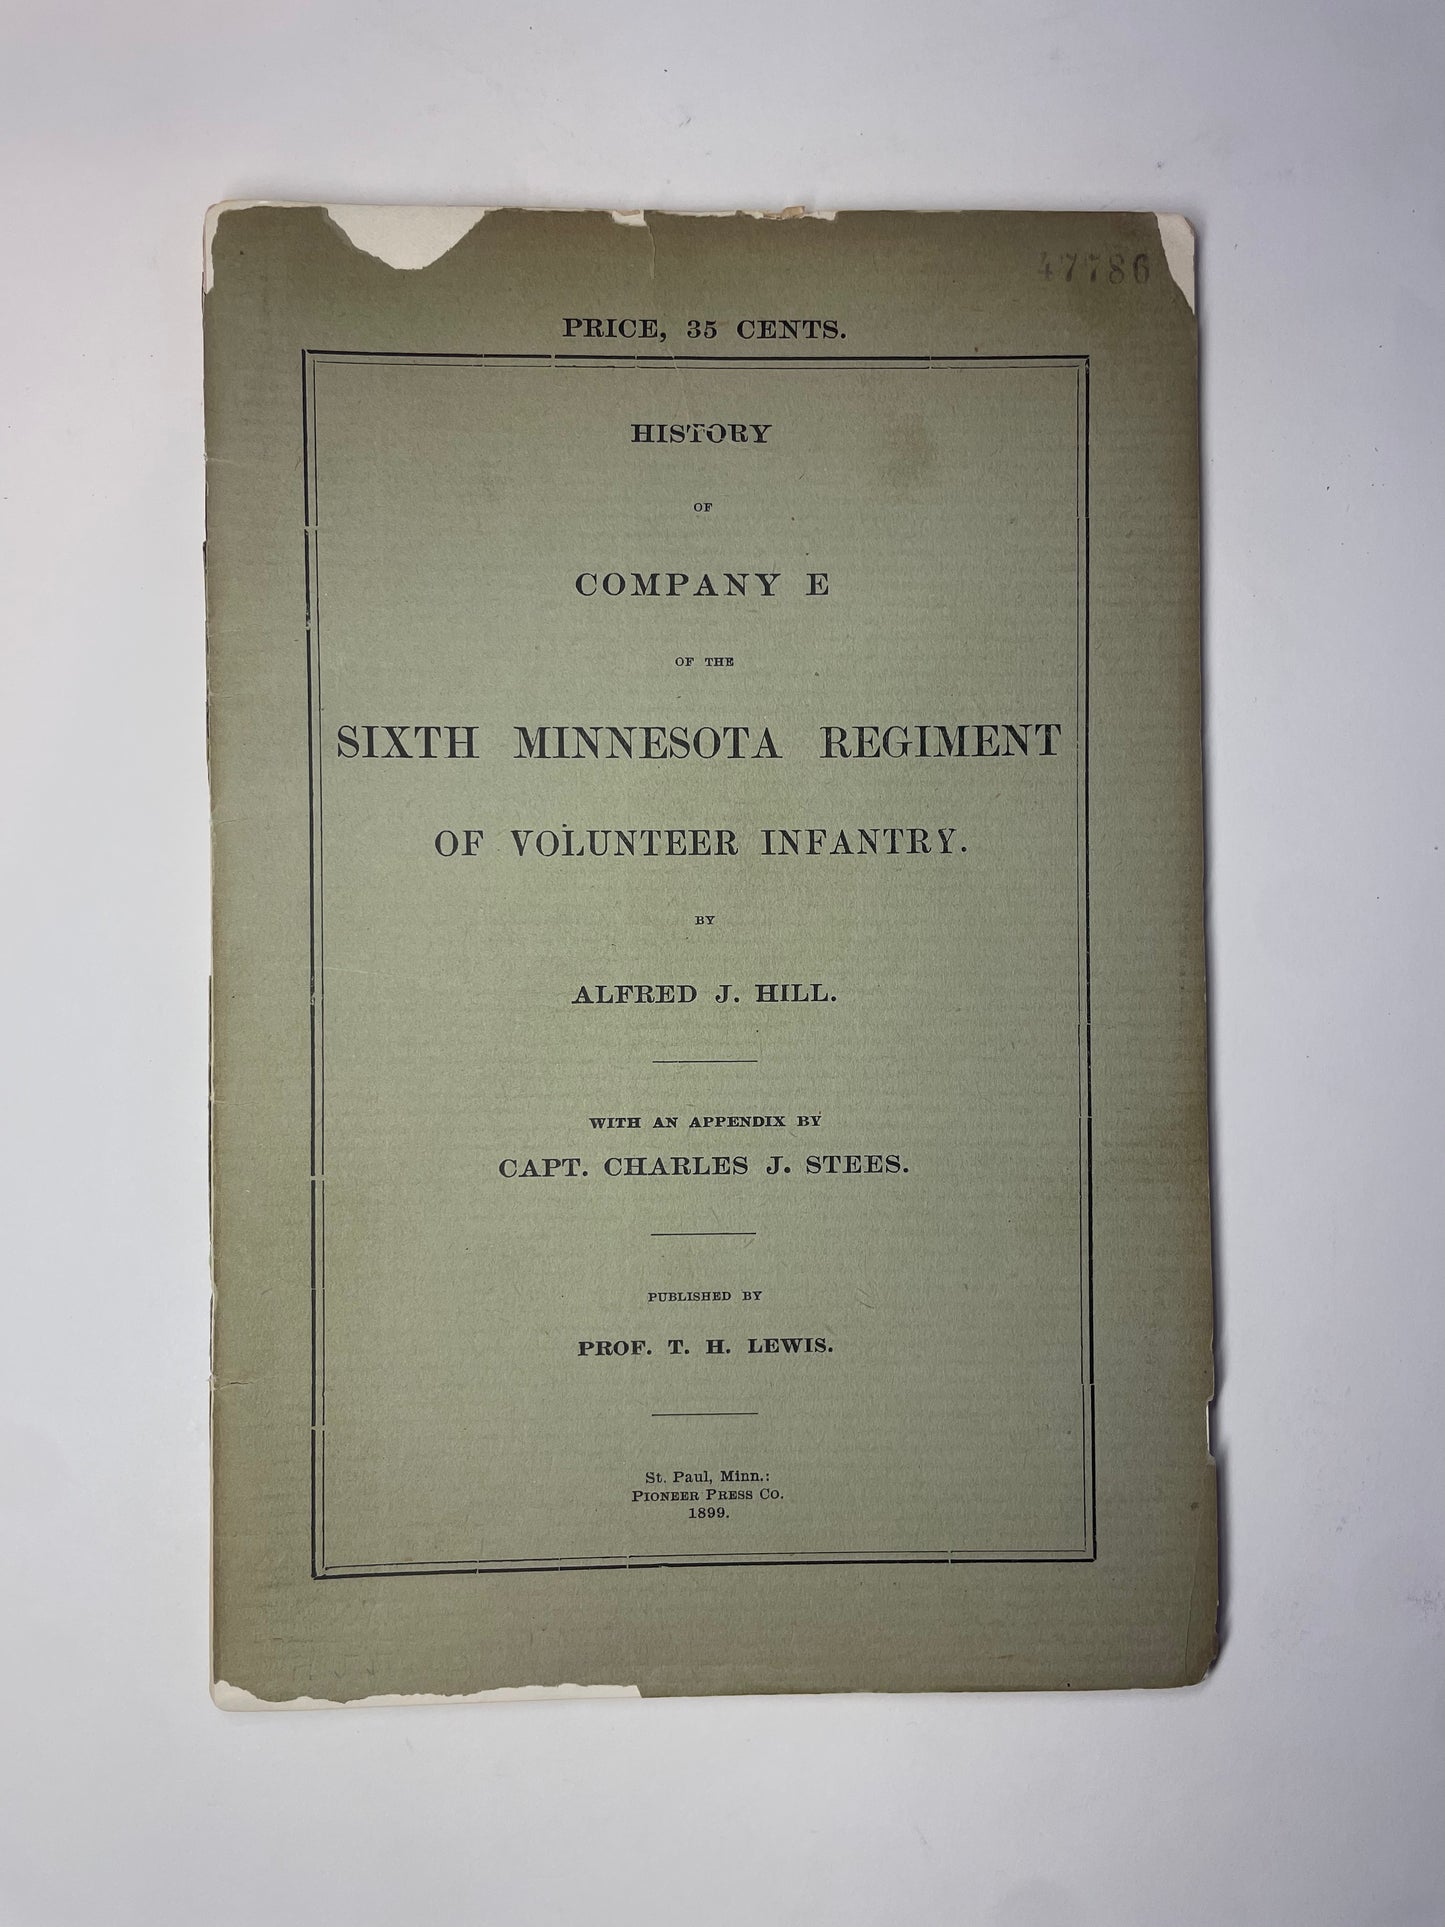 47786
PRICE, 35 CENTS.
HISTORY
OF
COMPANY E
OF THE
SIXTH MINNESOTA REGIMENT
OF VOLUNTEER INFANTRY.
BY
ALFRED J. HILL.
WITH AN APPENDIX BY
CAPT. CHARLES J. STEES.
PUBLISHED BY
PROF. T. H. LEWIS.
St. Paul, Minn.:
PIONEER PRESS CO.
1899.